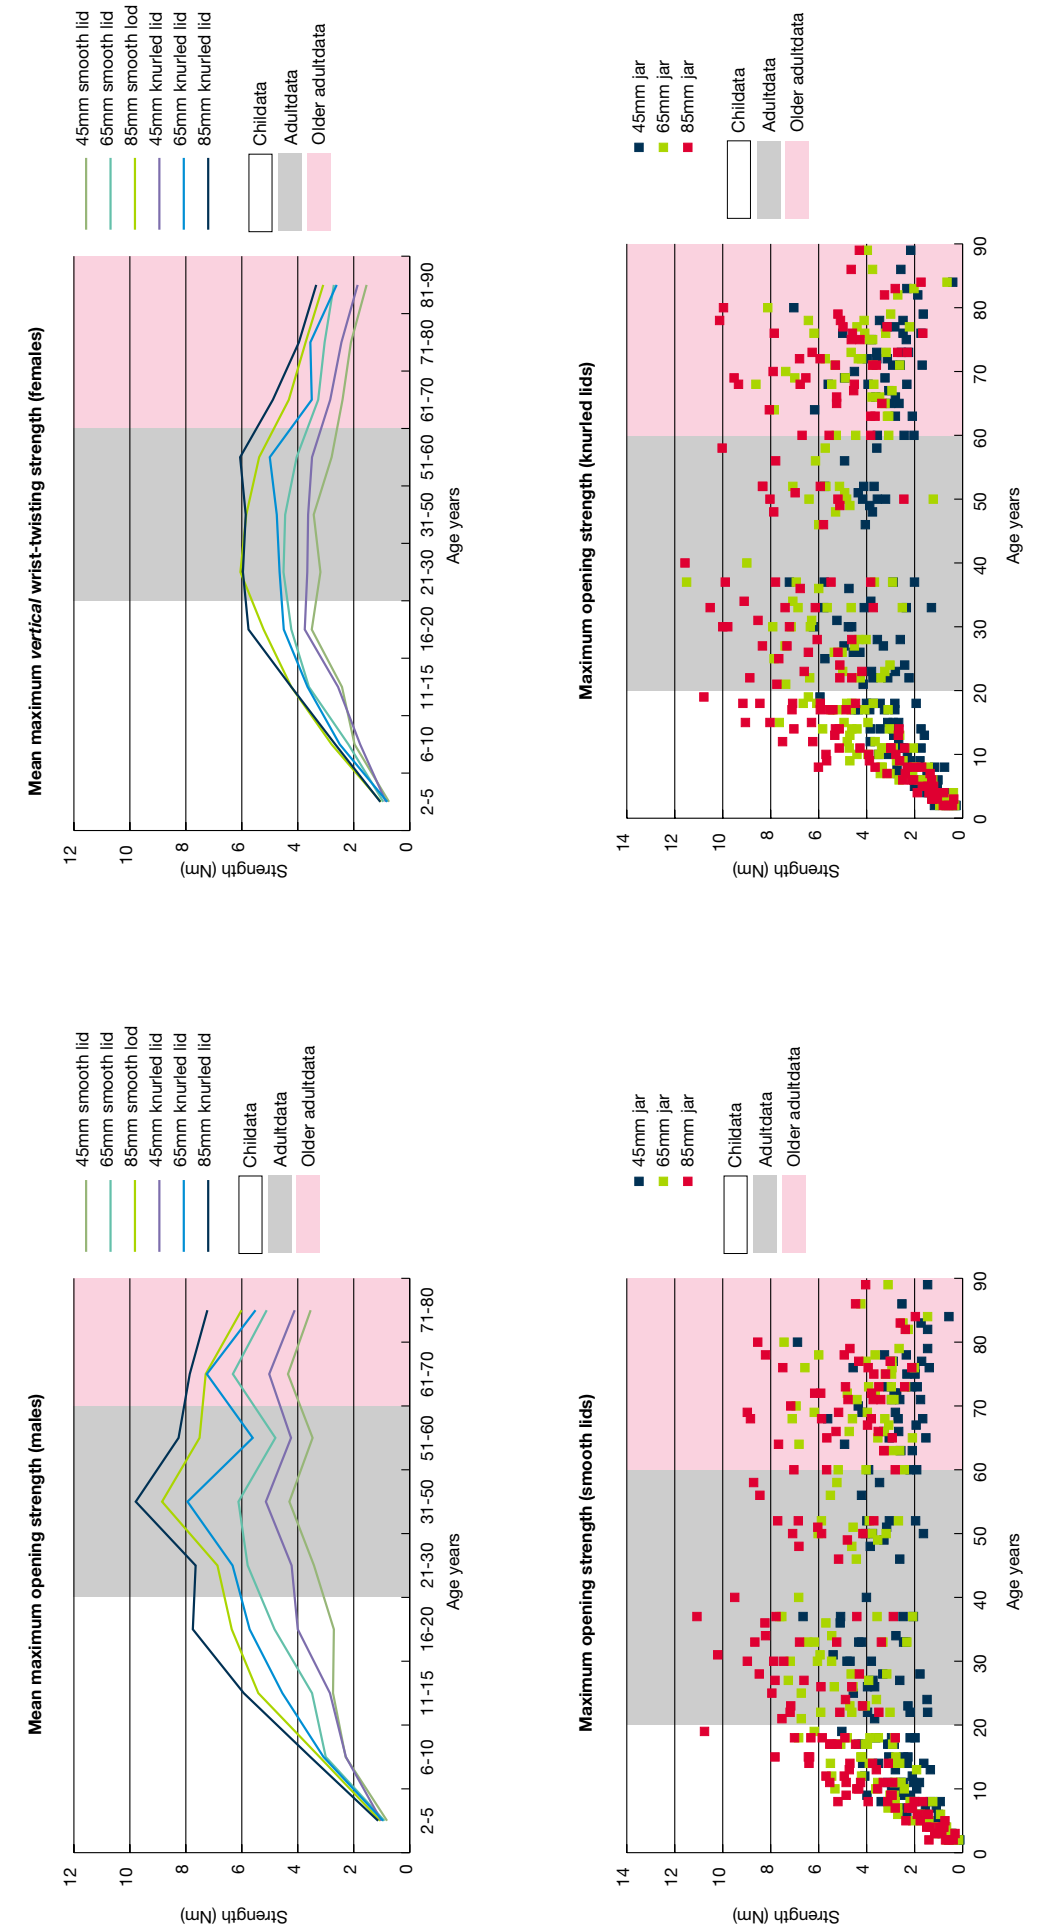 Mean maximum opening strength (males)
12
10
8
6
4
2
0
Strength (Nm)
2-5
6-10
11-15
16-20
21-30
31-50
51-60
61-70
71-80
Age years
45mm smooth lid
65mm smooth lid
85mm smooth lod
45mm knurled lid
65mm knurled lid
85mm knurled lid
Childata
Adultdata
Older adultdata
Mean maximum vertical wrist-twisting strength (females)
12
10
8
6
4
2
0
Strength (Nm)
2-5
6-10
11-15
16-20
21-30
31-50
51-60
61-70
71-80
81-90
Age years
45mm smooth lid
65mm smooth lid
85mm smooth lod
45mm knurled lid
65mm knurled lid
85mm knurled lid
Childata
Adultdata
Older adultdata
Maximum opening strength (smooth lids)
14
12
10
8
6
4
2
0
Strength (Nm)
0
10
20
30
40
50
60
70
80
90
Age years
45mm jar
65mm jar
85mm jar
Childata
Adultdata
Older adultdata
Maximum opening strength (knurled lids)
14
12
10
8
6
4
2
0
Strength (Nm)
0
10
20
30
40
50
60
70
80
90
Age years
45mm jar
65mm jar
85mm jar
Childata
Adultdata
Older adultdata